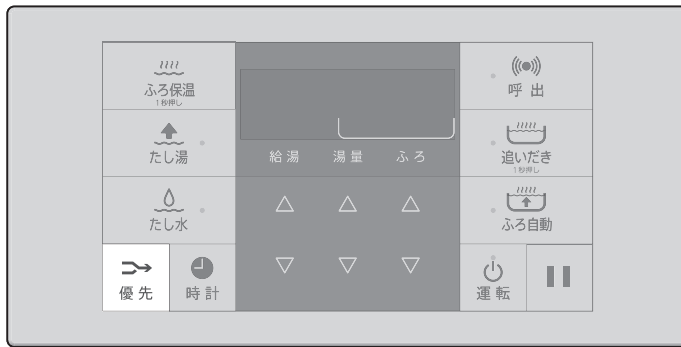 ふろ保温
1秒押し
たし湯
たし水
優先
時計
給湯 湯量 ふろ
呼出
追いだき
1秒押し
ふろ自動
運転